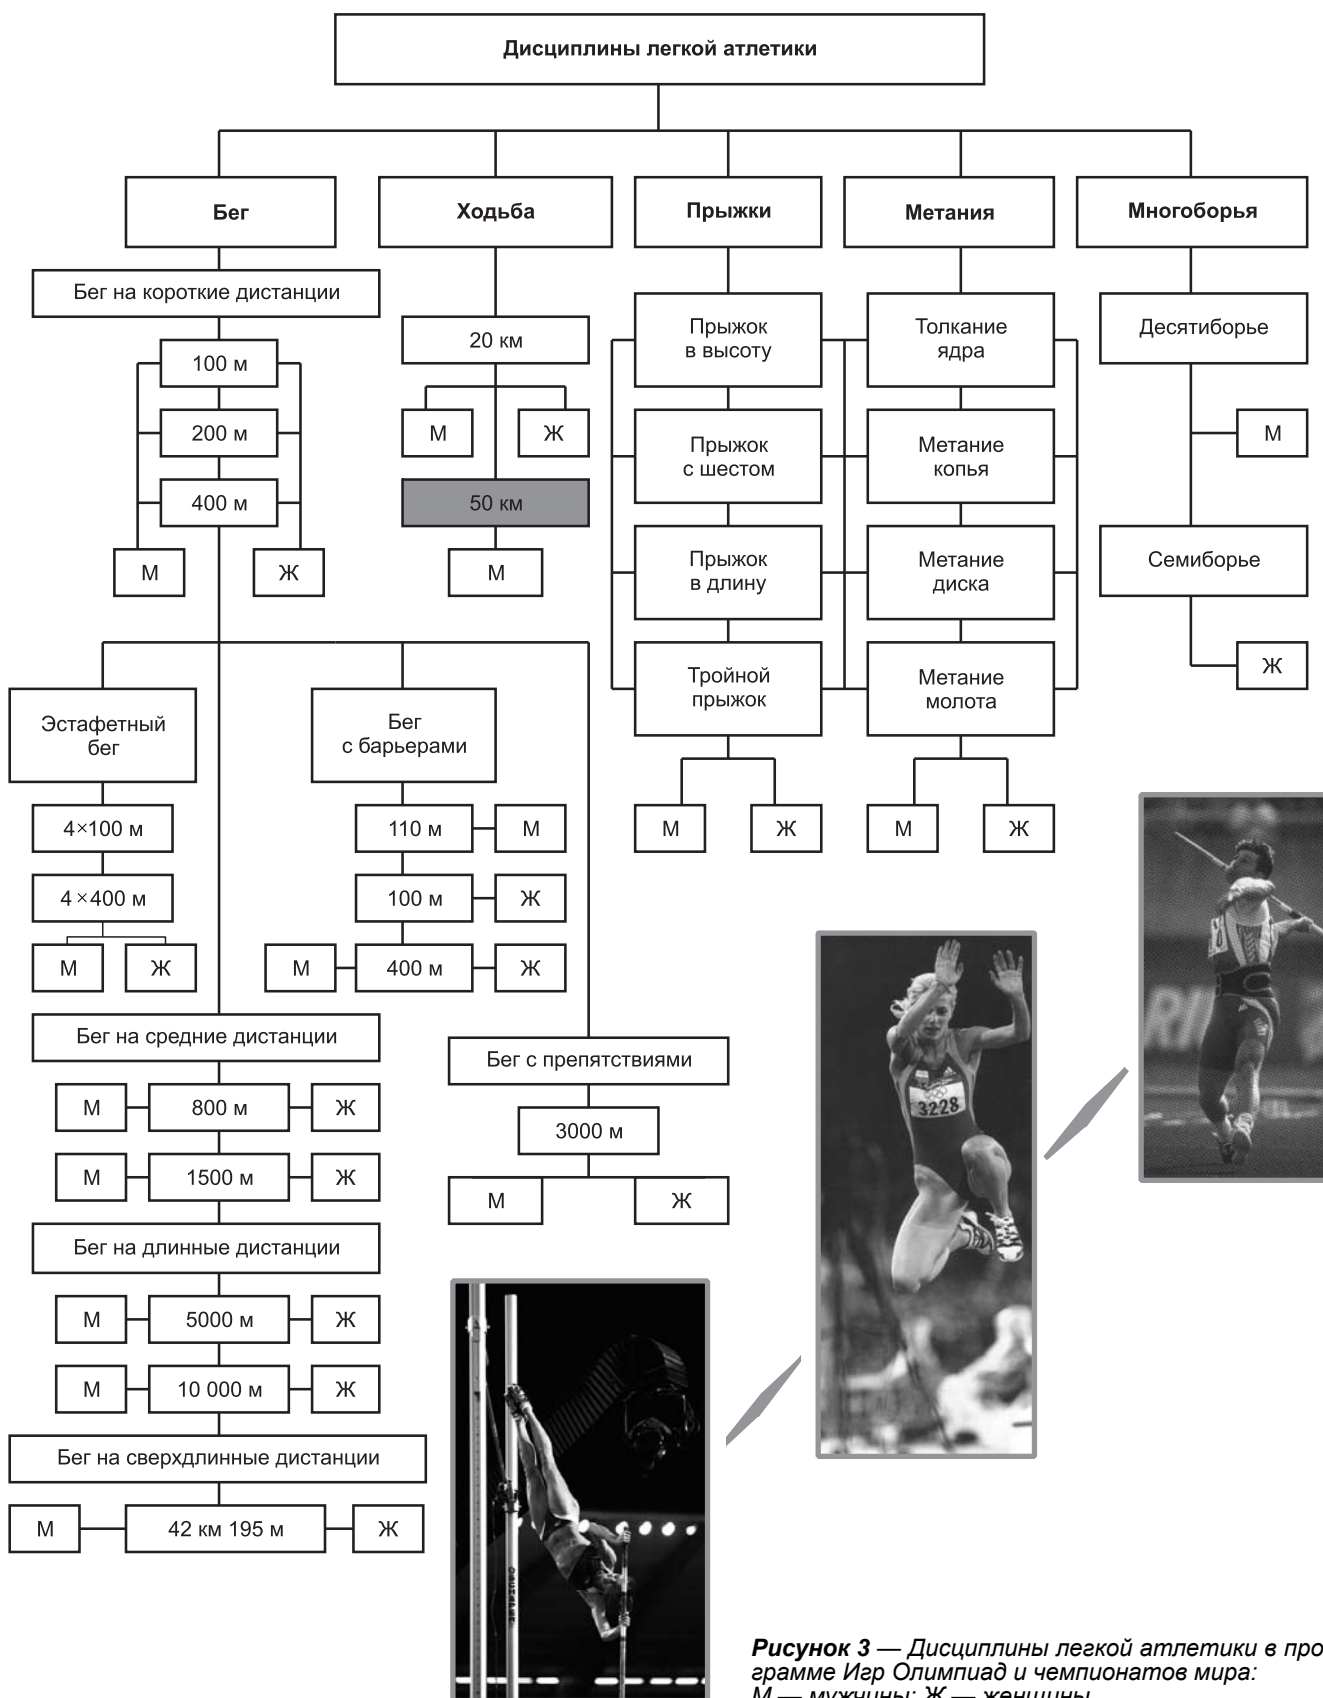 Дисциплины легкой атлетики
Бег
Ходьба
Прыжки
Метания
Многоборья
Бег на короткие дистанции
100 м
200 м
400 м
М
Ж
20 км
М
Ж
50 км
М
Прыжок
в высоту
Прыжок
с шестом
Прыжок
в длину
Тройной
прыжок
М
Ж
Толкание
ядра
Метание
копья
Метание
диска
Метание
молота
М
Ж
Десятиборье
М
Семиборье
Ж
Эстафетный
бег
4×100 м
4×400 м
М
Ж
Бег
с барьерами
110 м
М
100 м
Ж
М
400 м
Ж
Бег с препятствиями
3000 м
М
Ж
Бег на средние дистанции
М
800 м
Ж
М
1500 м
Ж
Бег на длинные дистанции
М
5000 м
Ж
М
10 000 м
Ж
Бег на сверхдлинные дистанции
М
42 км 195 м
Ж
3228
Рисунок 3 — Дисциплины легкой атлетики в про
грамме Игр Олимпиад и чемпионатов мира:
М — мужчины; Ж — женщины